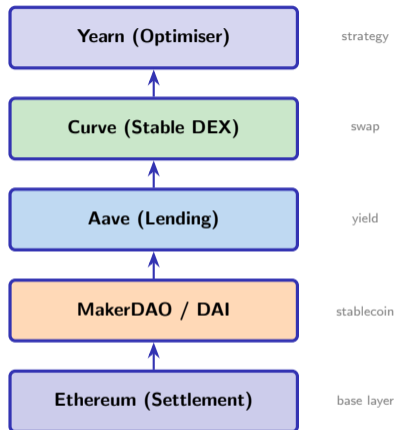 Yearn (Optimiser) strategy
Curve (Stable DEX) swap
Aave (Lending) yield
MakerDAO / DAI stablecoin
Ethereum (Settlement) base layer